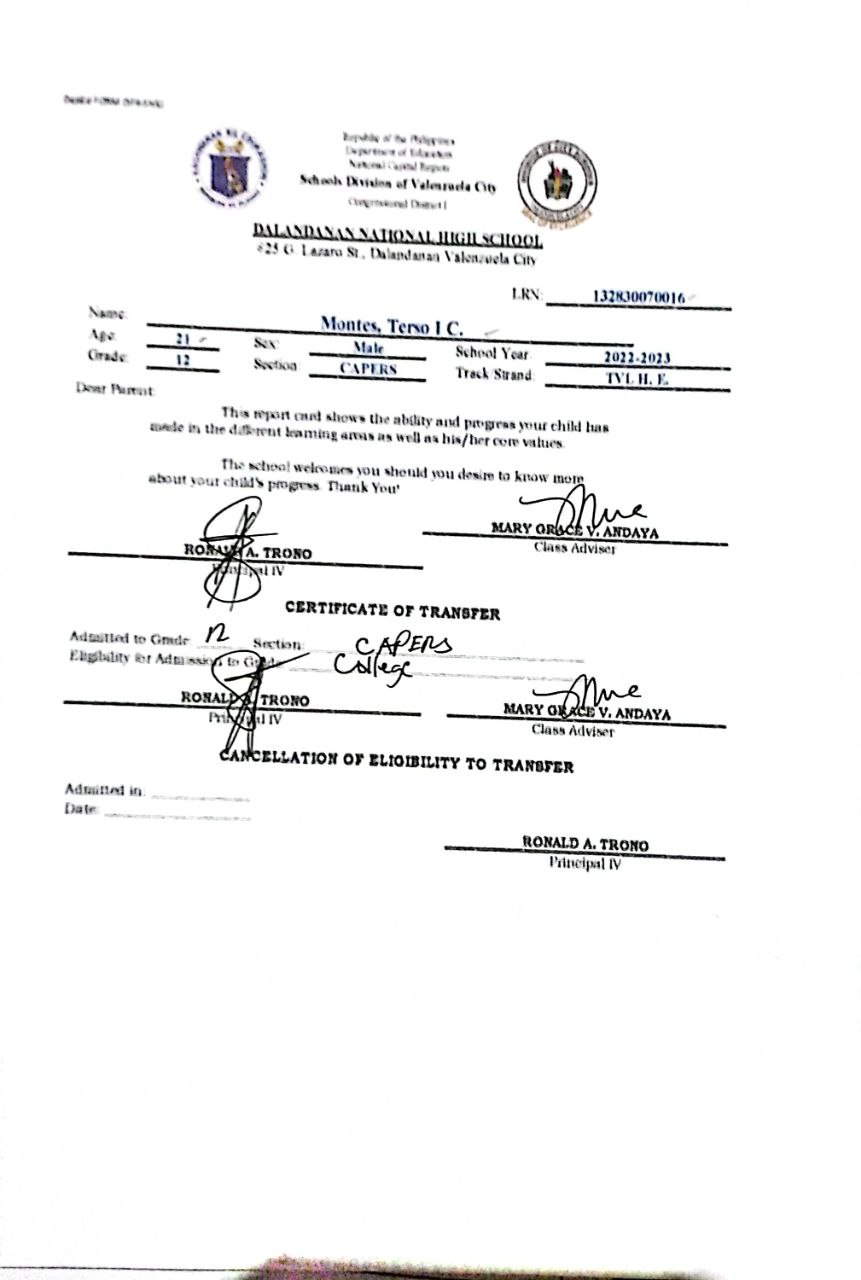 Republic of the Philippines
Department of Education
National Capital Region
Schools Division of Valenzuela City
Congressional District I
DALANDANAN NATIONAL HIGH SCHOOL
625 G. Lazaro St., Dalandanan Valenzuela City
LRN: 132830070016
Name: Montes, Terso I C.
Age: 21 Sex: Male School Year 2022-2023
Grade: 12 Section: CAPERS Track Strand: TVL H. E.
Dear Parent:
This report card shows the ability and progress your child has
made in the different learning areas as well as his/her core values.
The school welcomes you should you desire to know more
about your child's progress. Thank You!
RONALD A. TRONO MARY GRACE V. ANDAYA
Principal IV Class Adviser
CERTIFICATE OF TRANSFER
Admitted to Grade: 12 Section: CAPERS
Eligibility for Admission to Grade: College
RONALD A. TRONO MARY GRACE V. ANDAYA
Principal IV Class Adviser
CANCELLATION OF ELIGIBILITY TO TRANSFER
Admitted in:
Date:
RONALD A. TRONO
Principal IV